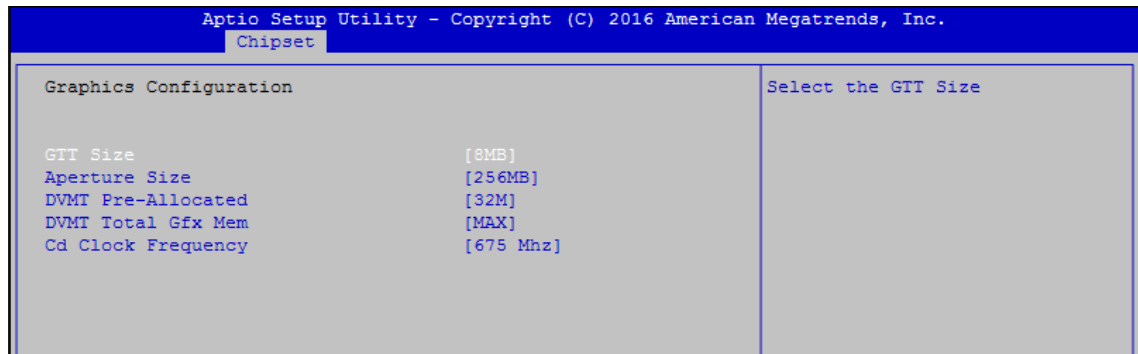 Aptio Setup Utility - Copyright (C) 2016 American Megatrends, Inc.
Chipset
Graphics Configuration
Select the GTT Size
GTT Size [8MB]
Aperture Size [256MB]
DVMT Pre-Allocated [32M]
DVMT Total Gfx Mem [MAX]
Cd Clock Frequency [675 Mhz]